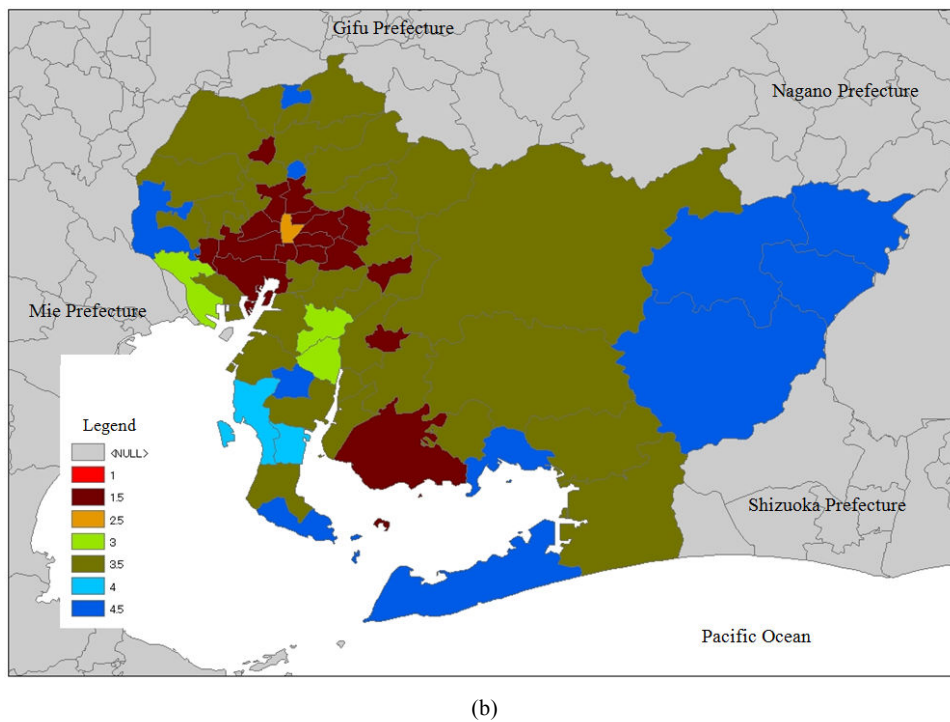 Gifu Prefecture
Nagano Prefecture
Mie Prefecture
Legend
<NULL>
1
1.5
2.5
3
3.5
4
4.5
Shizuoka Prefecture
Pacific Ocean
(b)